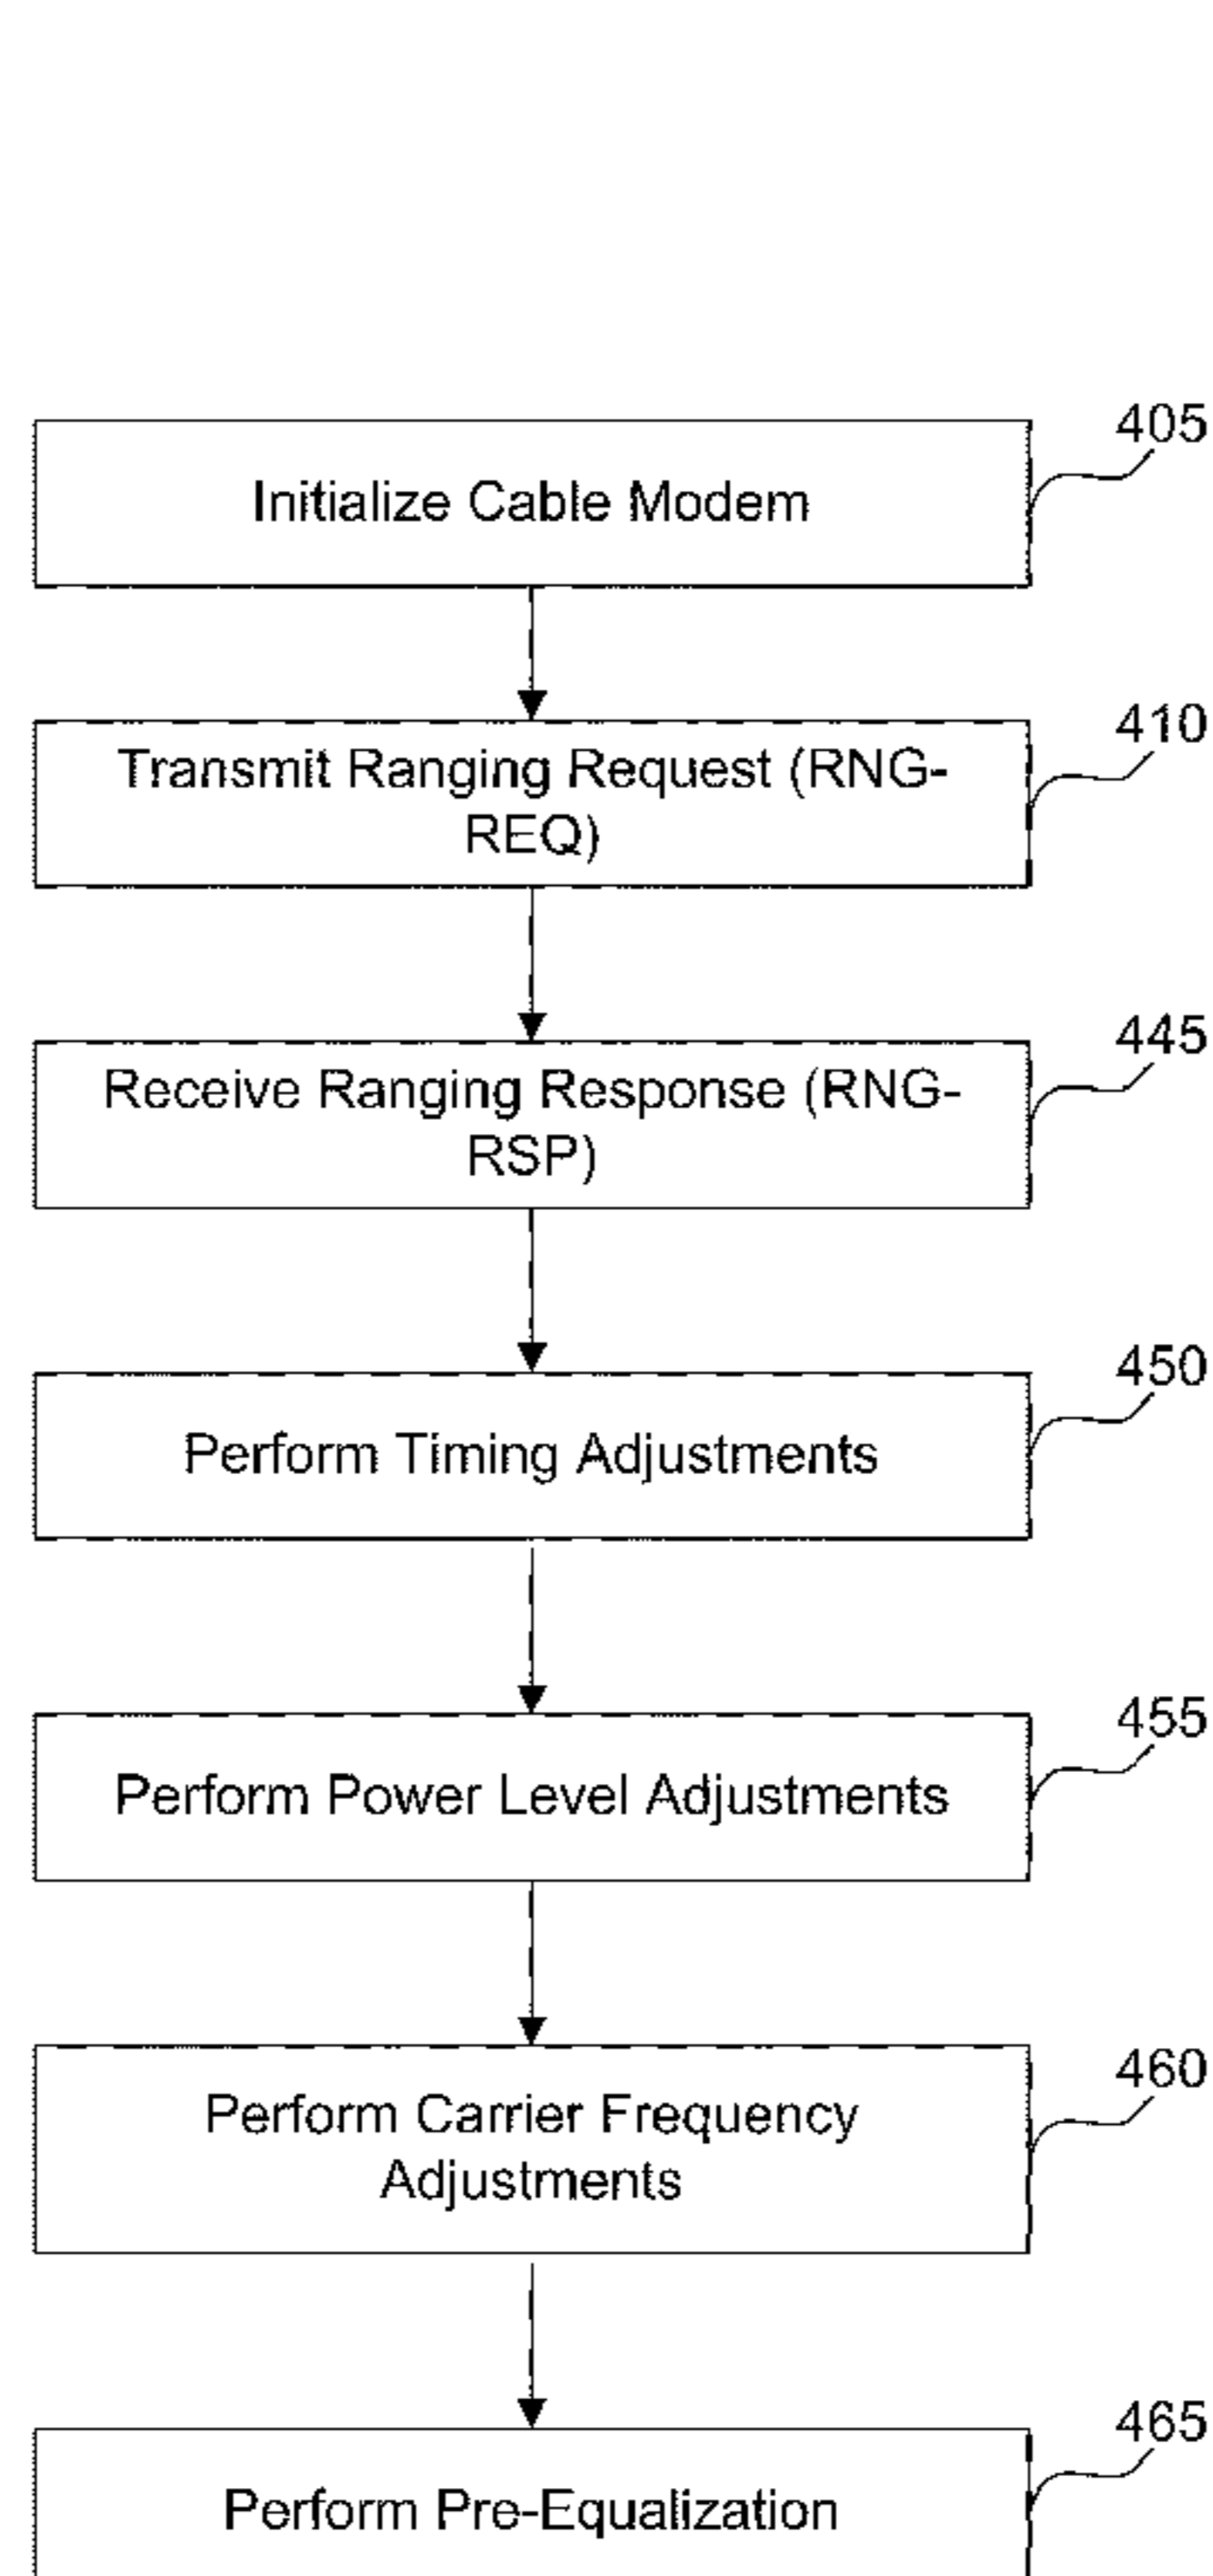 405
Initialize Cable Modem
410
Transmit Ranging Request (RNG-
REQ)
445
Receive Ranging Response (RNG-
RSP)
450
Perform Timing Adjustments
455
Perform Power Level Adjustments
460
Perform Carrier Frequency
Adjustments
465
Perform Pre-Equalization